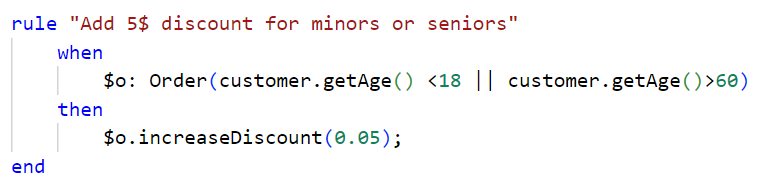 rule "Add 5$ discount for minors or seniors"
when
$o: Order(customer.getAge() <18 || customer.getAge()>60)
then
$o.increaseDiscount(0.05);
end